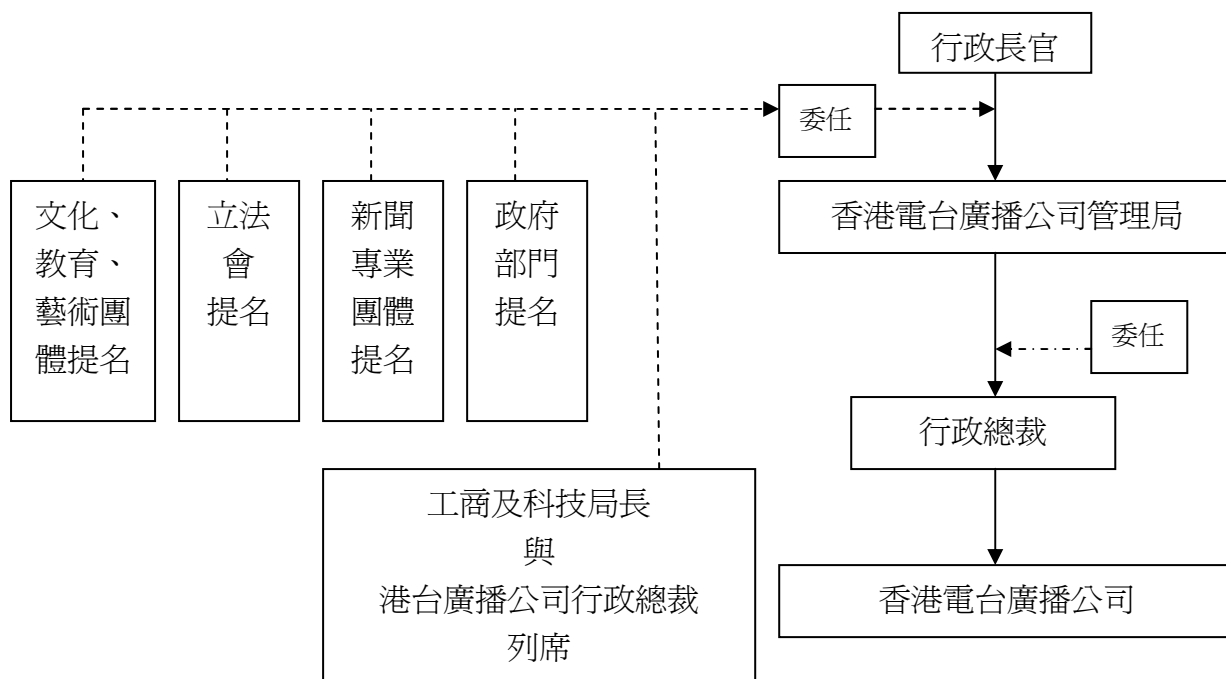 行政長官
委任
文化、
教育、
藝術團
體提名
立法
會
提名
新聞
專業
團體
提名
政府
部門
提名
香港電台廣播公司管理局
委任
行政總裁
工商及科技局長
與
港台廣播公司行政總裁
列席
香港電台廣播公司